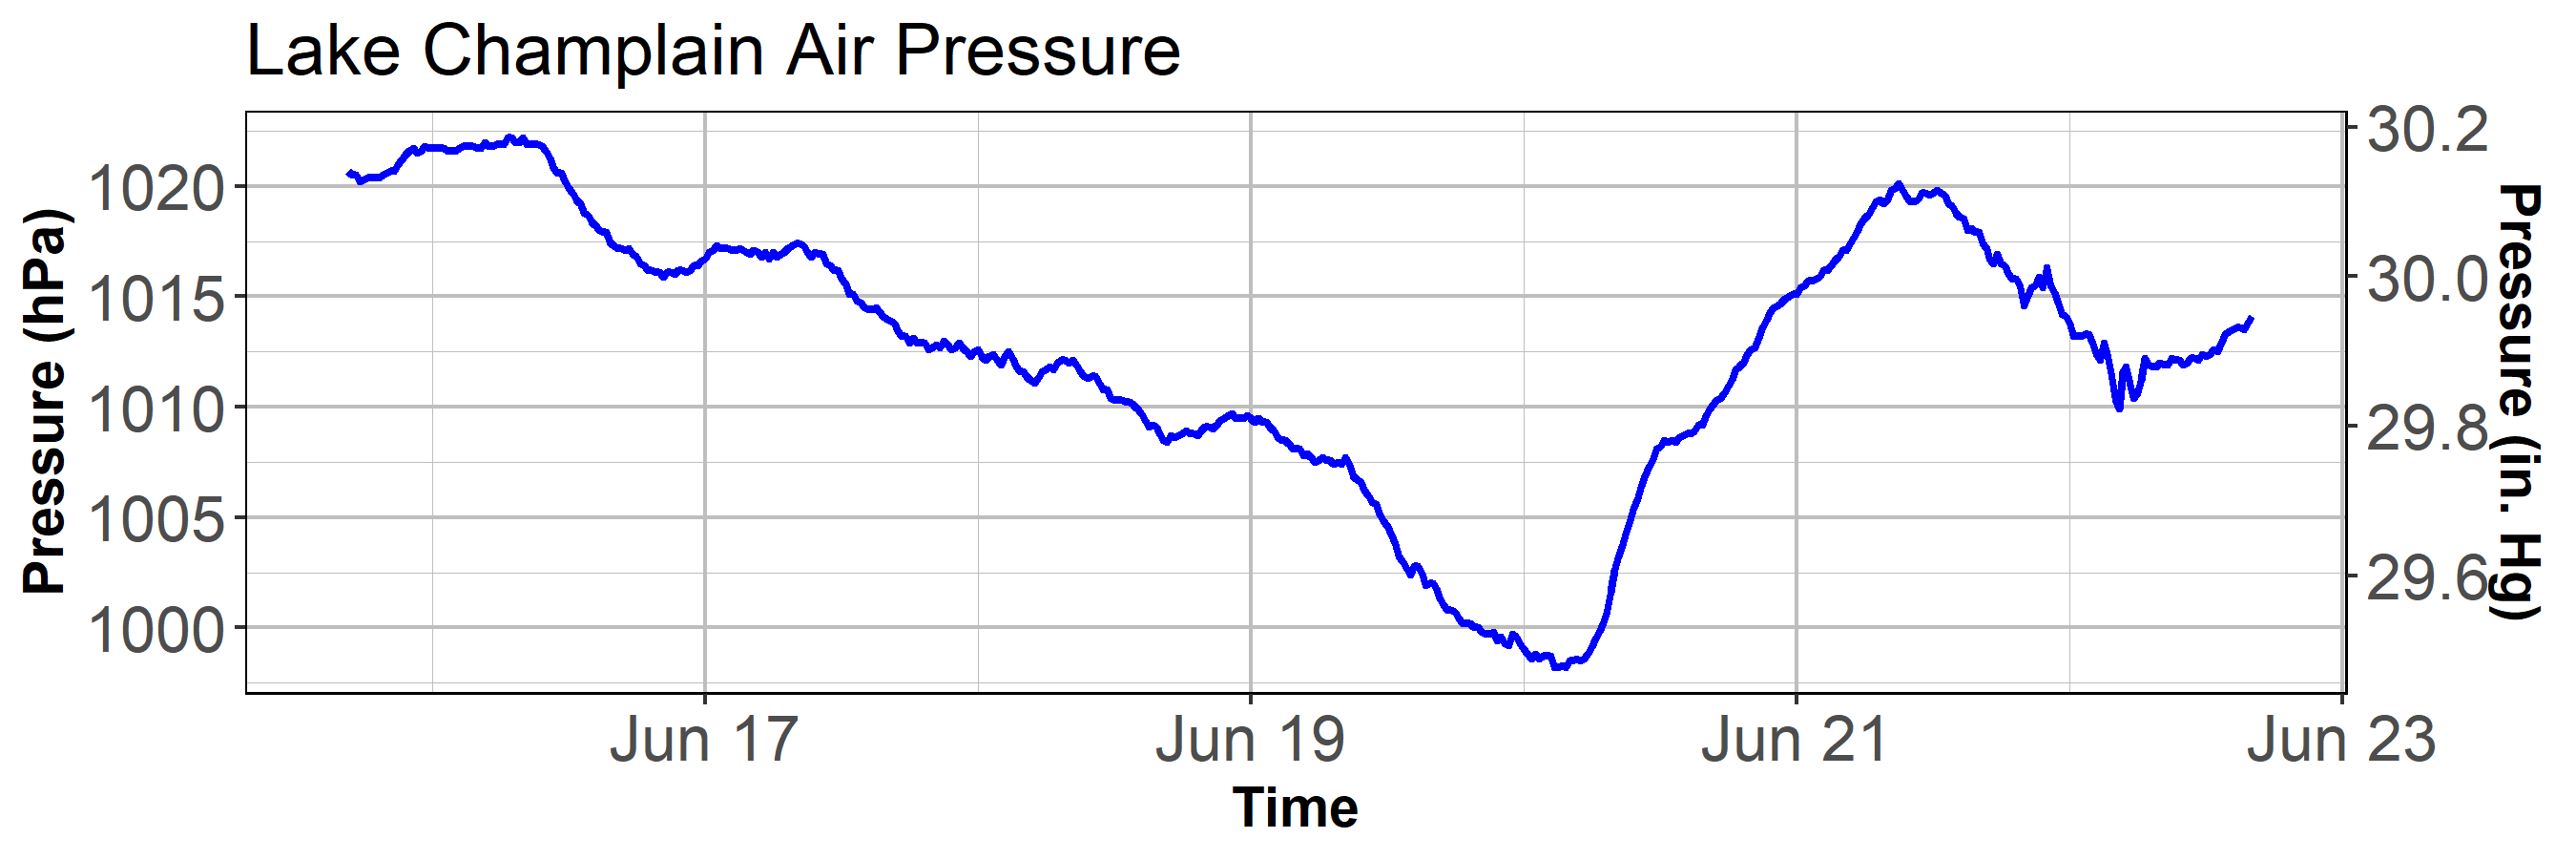 Lake Champlain Air Pressure
Pressure (hPa)
1020
1015
1010
1005
1000
30.2
30.0
29.8
29.6
Pressure (in. Hg)
Jun 17
Jun 19
Jun 21
Jun 23
Time